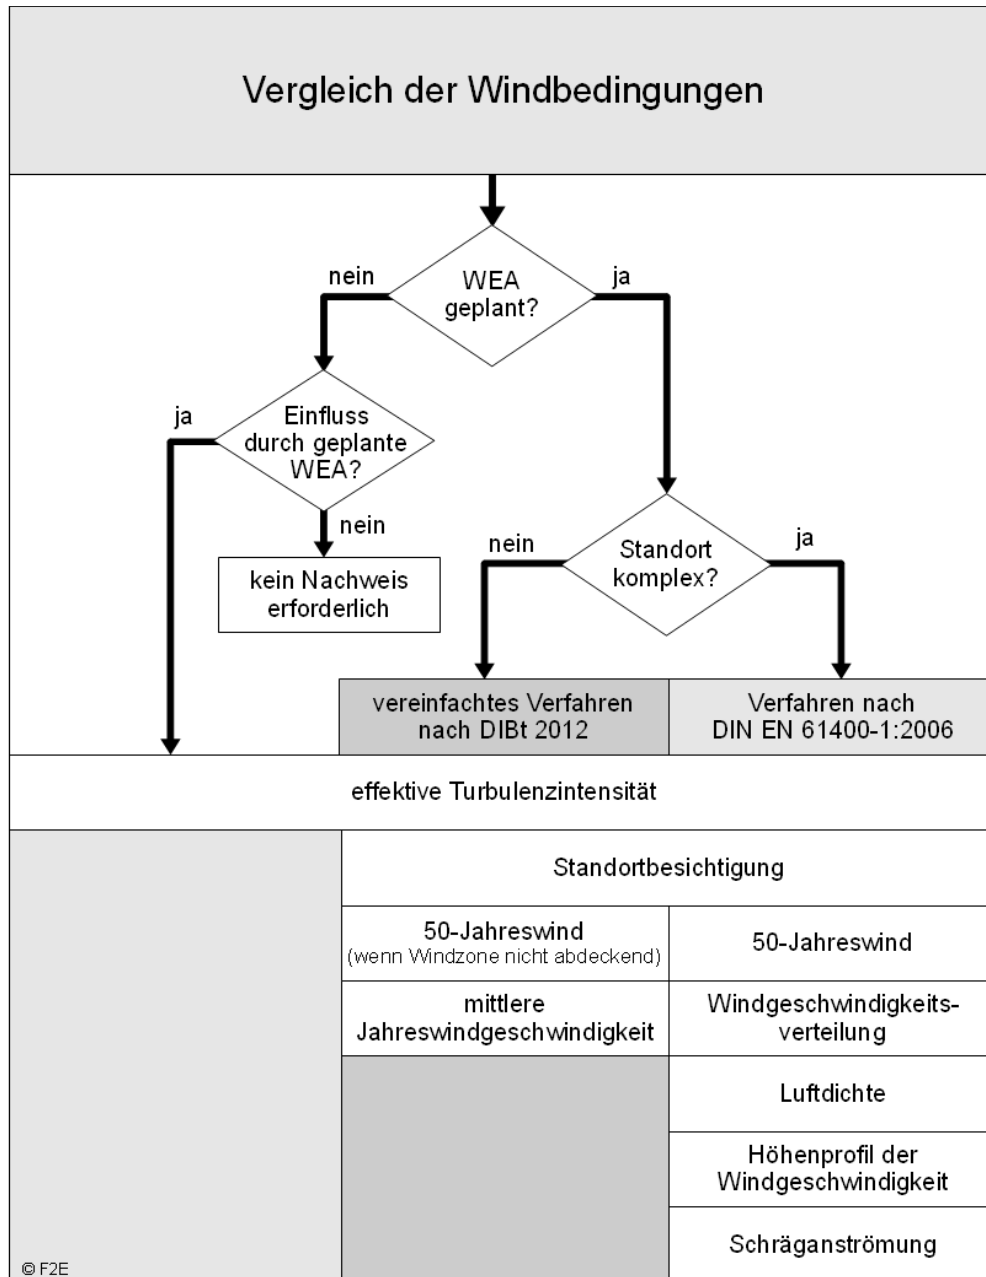 Vergleich der Windbedingungen
nein
WEA
geplant?
ja
ja
Einfluss
durch geplante
WEA?
nein
nein
Standort
komplex?
ja
kein Nachweis
erforderlich
vereinfachtes Verfahren
nach DIBt 2012
Verfahren nach
DIN EN 61400-1:2006
effektive Turbulenzintensität
Standortbesichtigung
50-Jahreswind
(wenn Windzone nicht abdeckend)
50-Jahreswind
mittlere
Jahreswindgeschwindigkeit
Windgeschwindigkeits-
verteilung
Luftdichte
Höhenprofil der
Windgeschwindigkeit
Schräganströmung
© F2E